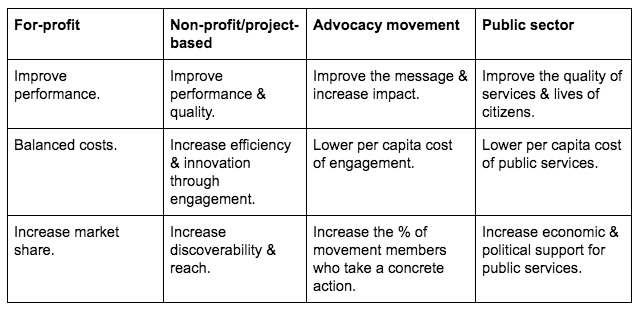 For-profit
Non-profit/project-
based
Advocacy movement
Public sector
Improve
performance.
Improve
performance &
quality.
Improve the message &
increase impact.
Improve the quality of
services & lives of
citizens.
Balanced costs.
Increase efficiency
& innovation
through
engagement.
Lower per capita cost
of engagement.
Lower per capita cost
of public services.
Increase market
share.
Increase
discoverability &
reach.
Increase the % of
movement members
who take a concrete
action.
Increase economic &
political support for
public services.